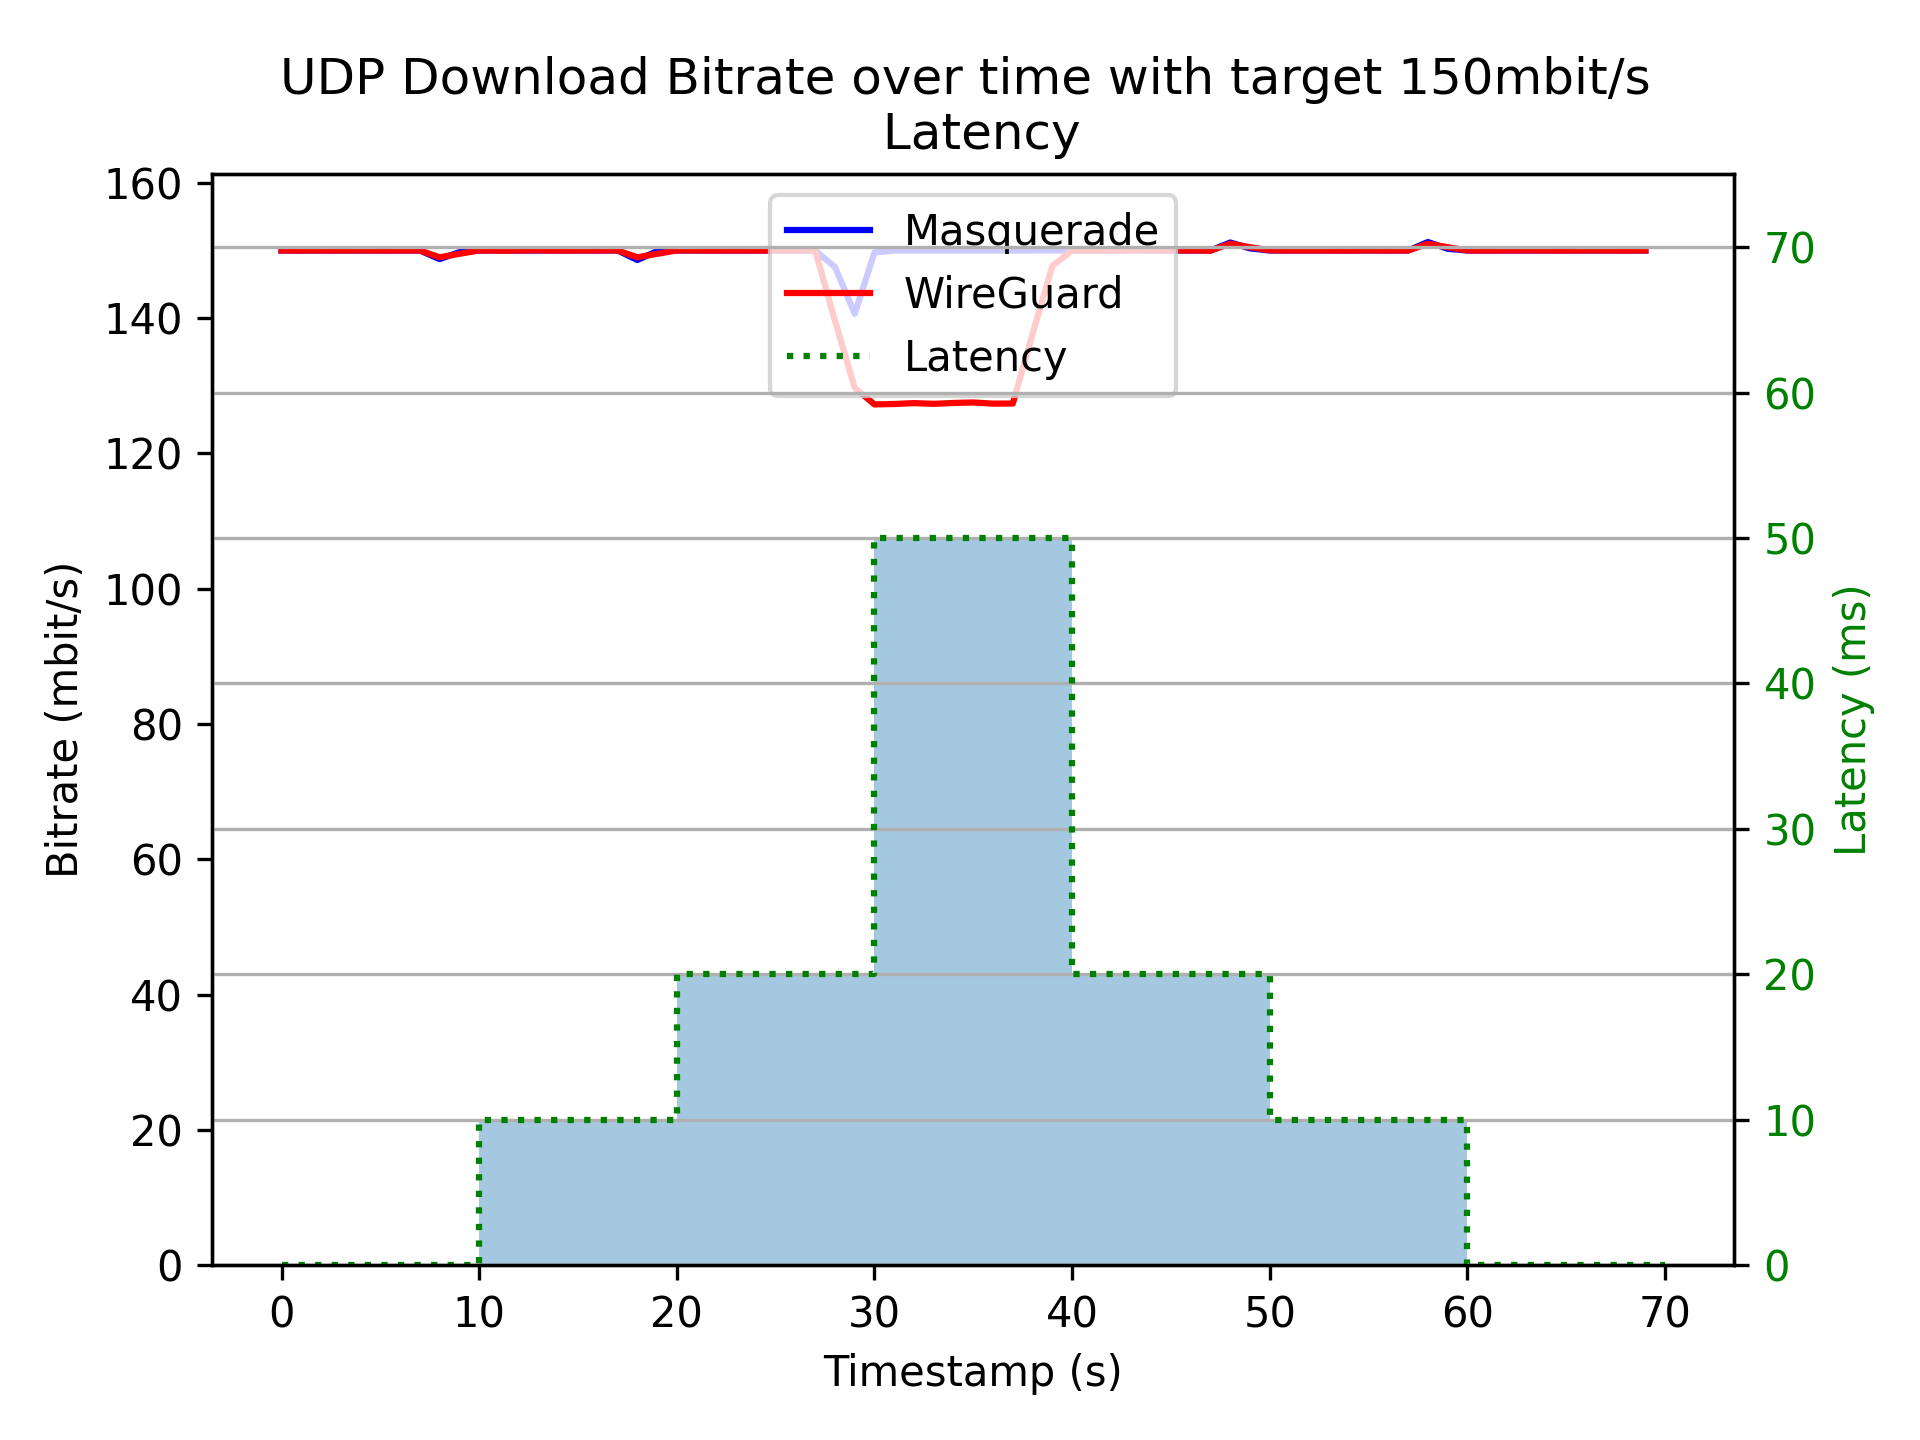 UDP Download Bitrate over time with target 150mbit/s
Latency
Masquerade
WireGuard
Latency
Bitrate (mbit/s)
160
140
120
100
80
60
40
20
0
70
60
50
40
30
20
10
0
Latency (ms)
0 10 20 30 40 50 60 70
Timestamp (s)